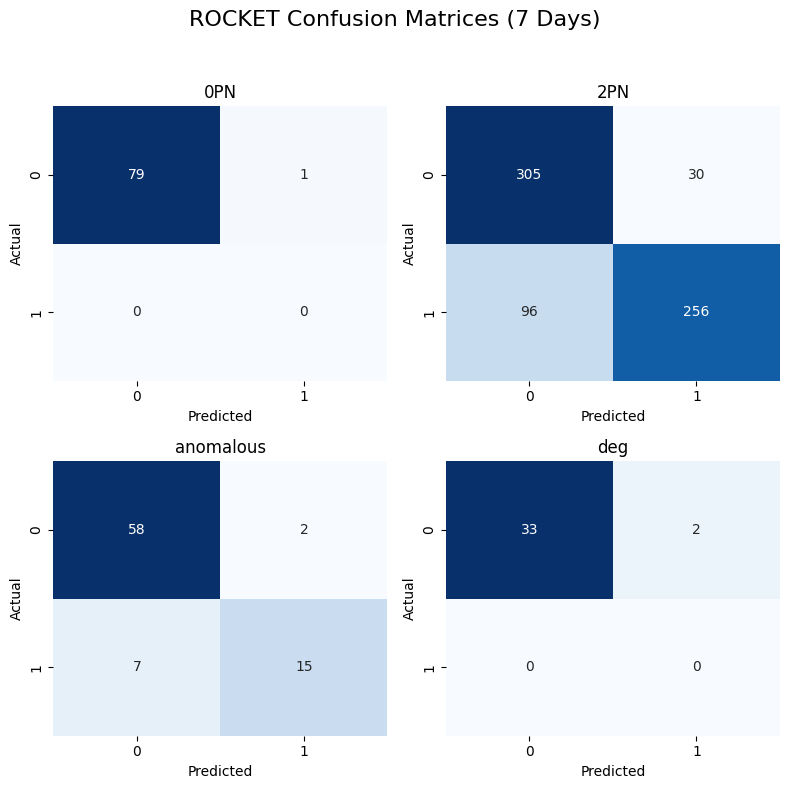 ROCKET Confusion Matrices (7 Days)
0PN
0 79 1
Actual
1 0 0
0 1
Predicted
2PN
0 305 30
Actual
1 96 256
0 1
Predicted
anomalous
0 58 2
Actual
1 7 15
0 1
Predicted
deg
0 33 2
Actual
1 0 0
0 1
Predicted